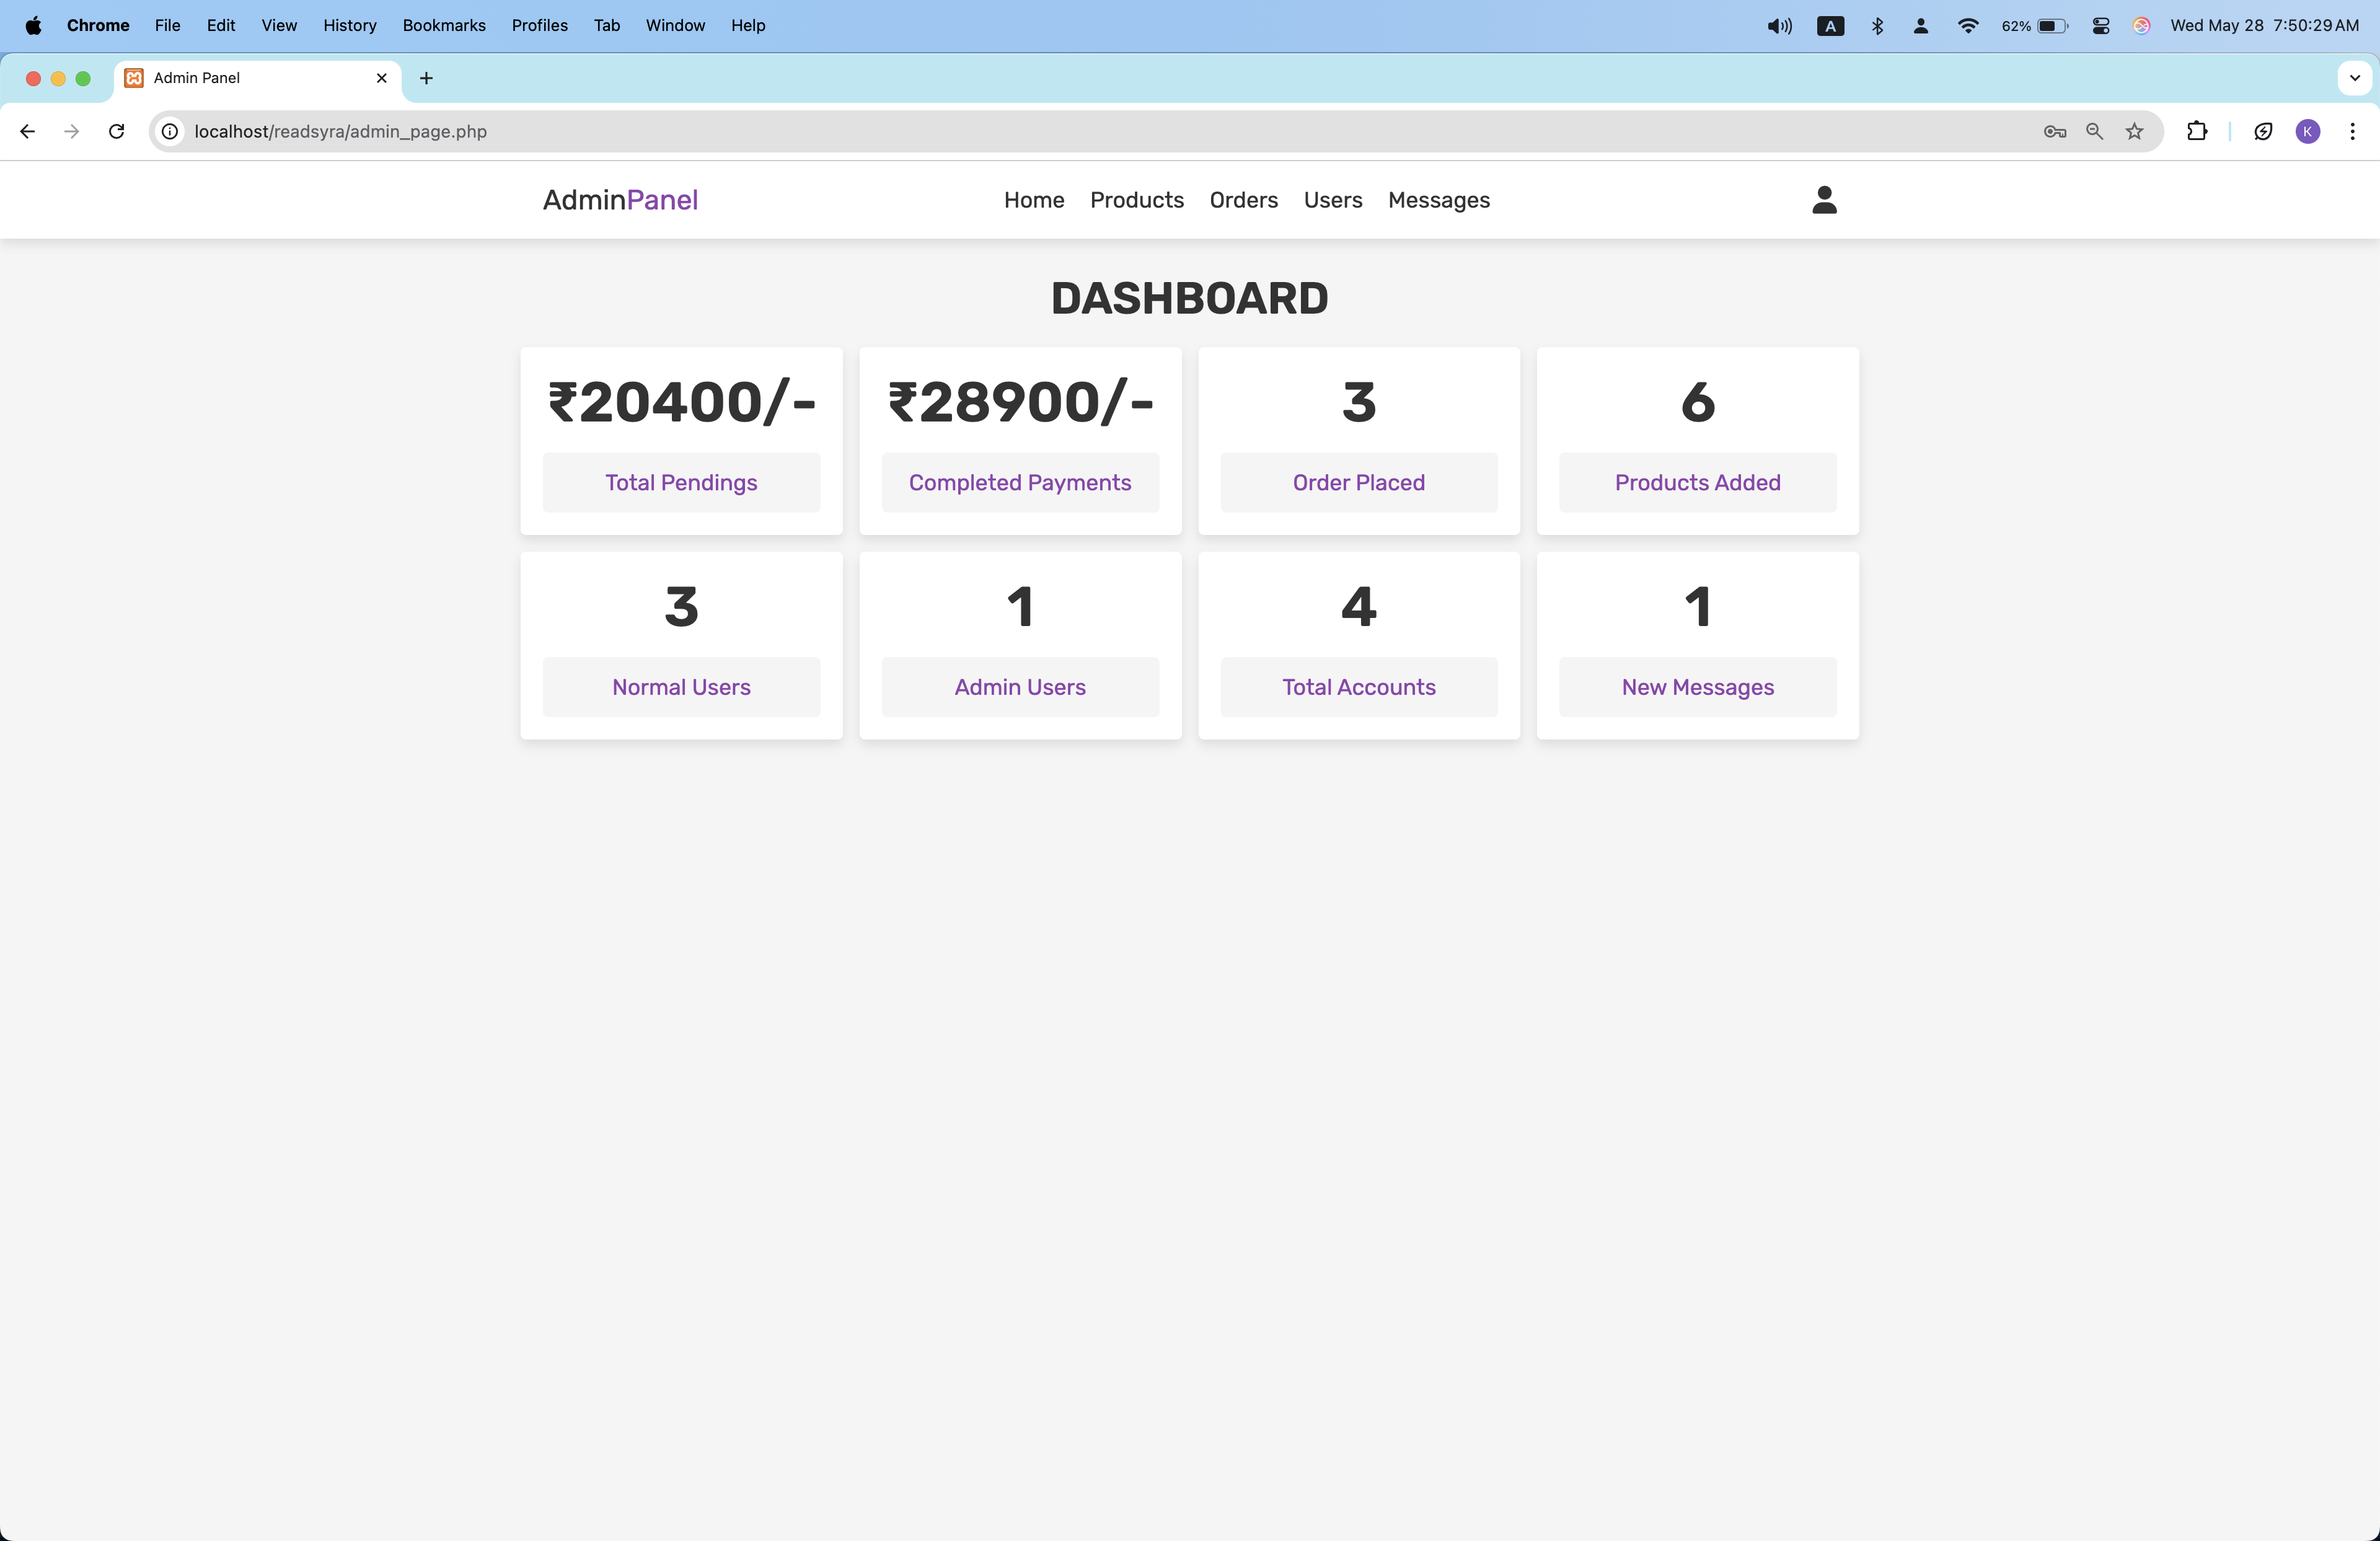 Chrome File Edit View History Bookmarks Profiles Tab Window Help A 62% Wed May 28 7:50:29 AM
Admin Panel
localhost/readsyra/admin_page.php K
AdminPanel Home Products Orders Users Messages
DASHBOARD
₹20400/- ₹28900/- 3 6
Total Pendings Completed Payments Order Placed Products Added
3 1 4 1
Normal Users Admin Users Total Accounts New Messages